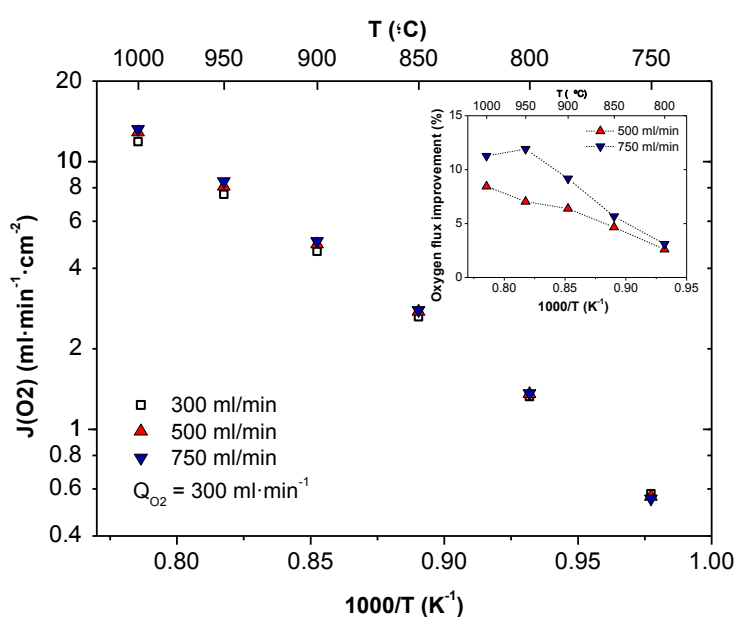 T (°C)
1000 950 900 850 800 750
20
10
8
6
4
2
1
0.8
0.6
0.4
J(O2) (ml·min⁻¹·cm⁻²)
300 ml/min
500 ml/min
750 ml/min
Q_O2 = 300 ml·min⁻¹
0.80 0.85 0.90 0.95 1.00
1000/T (K⁻¹)
T ( ºC)
1000 950 900 850 800
15
10
5
0
Oxygen flux improvement (%)
500 ml/min
750 ml/min
0.80 0.85 0.90 0.95
1000/T (K⁻¹)